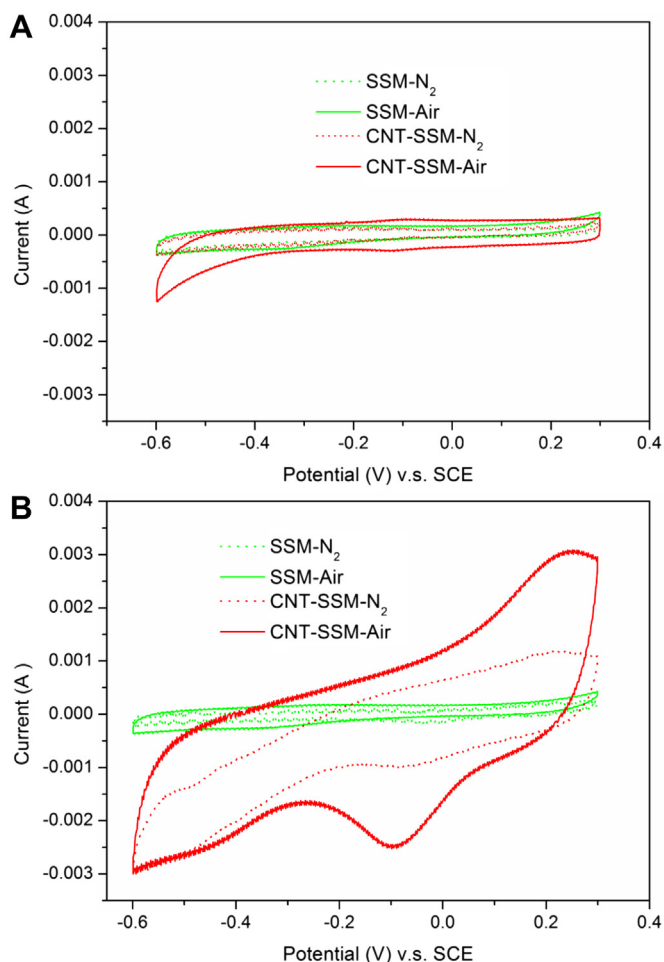 A
0.004
0.003
0.002
0.001
0.000
-0.001
-0.002
-0.003
Current (A )
SSM-N₂
SSM-Air
CNT-SSM-N₂
CNT-SSM-Air
-0.6
-0.4
-0.2
0.0
0.2
0.4
Potential (V) v.s. SCE
B
0.004
0.003
0.002
0.001
0.000
-0.001
-0.002
-0.003
Current (A )
SSM-N₂
SSM-Air
CNT-SSM-N₂
CNT-SSM-Air
-0.6
-0.4
-0.2
0.0
0.2
0.4
Potential (V) v.s. SCE